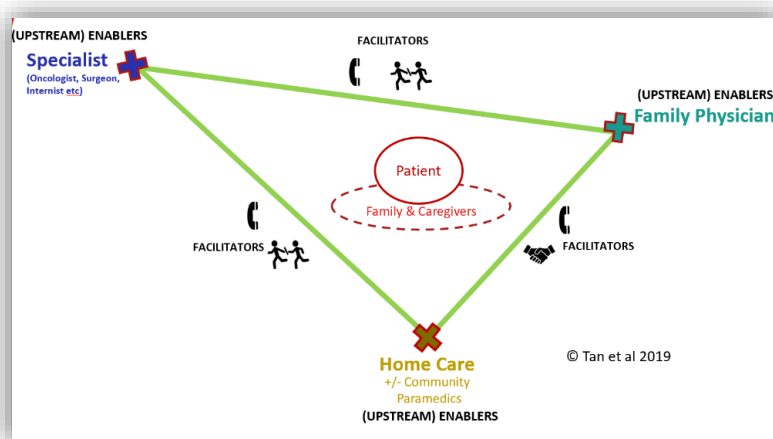 (UPSTREAM) ENABLERS
Specialist
(Oncologist, Surgeon,
Internist etc)
FACILITATORS
(UPSTREAM) ENABLERS
Family Physician
Patient
Family & Caregivers
FACILITATORS
FACILITATORS
Home Care
+/- Community
Paramedics
(UPSTREAM) ENABLERS
© Tan et al 2019